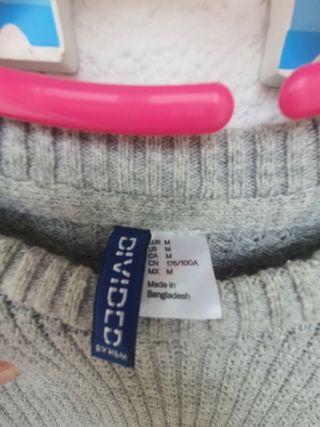 DIVIDED
BY H&M
EUR M
US M
CA M
CN 175/100A
MX M
Made in
Bangladesh